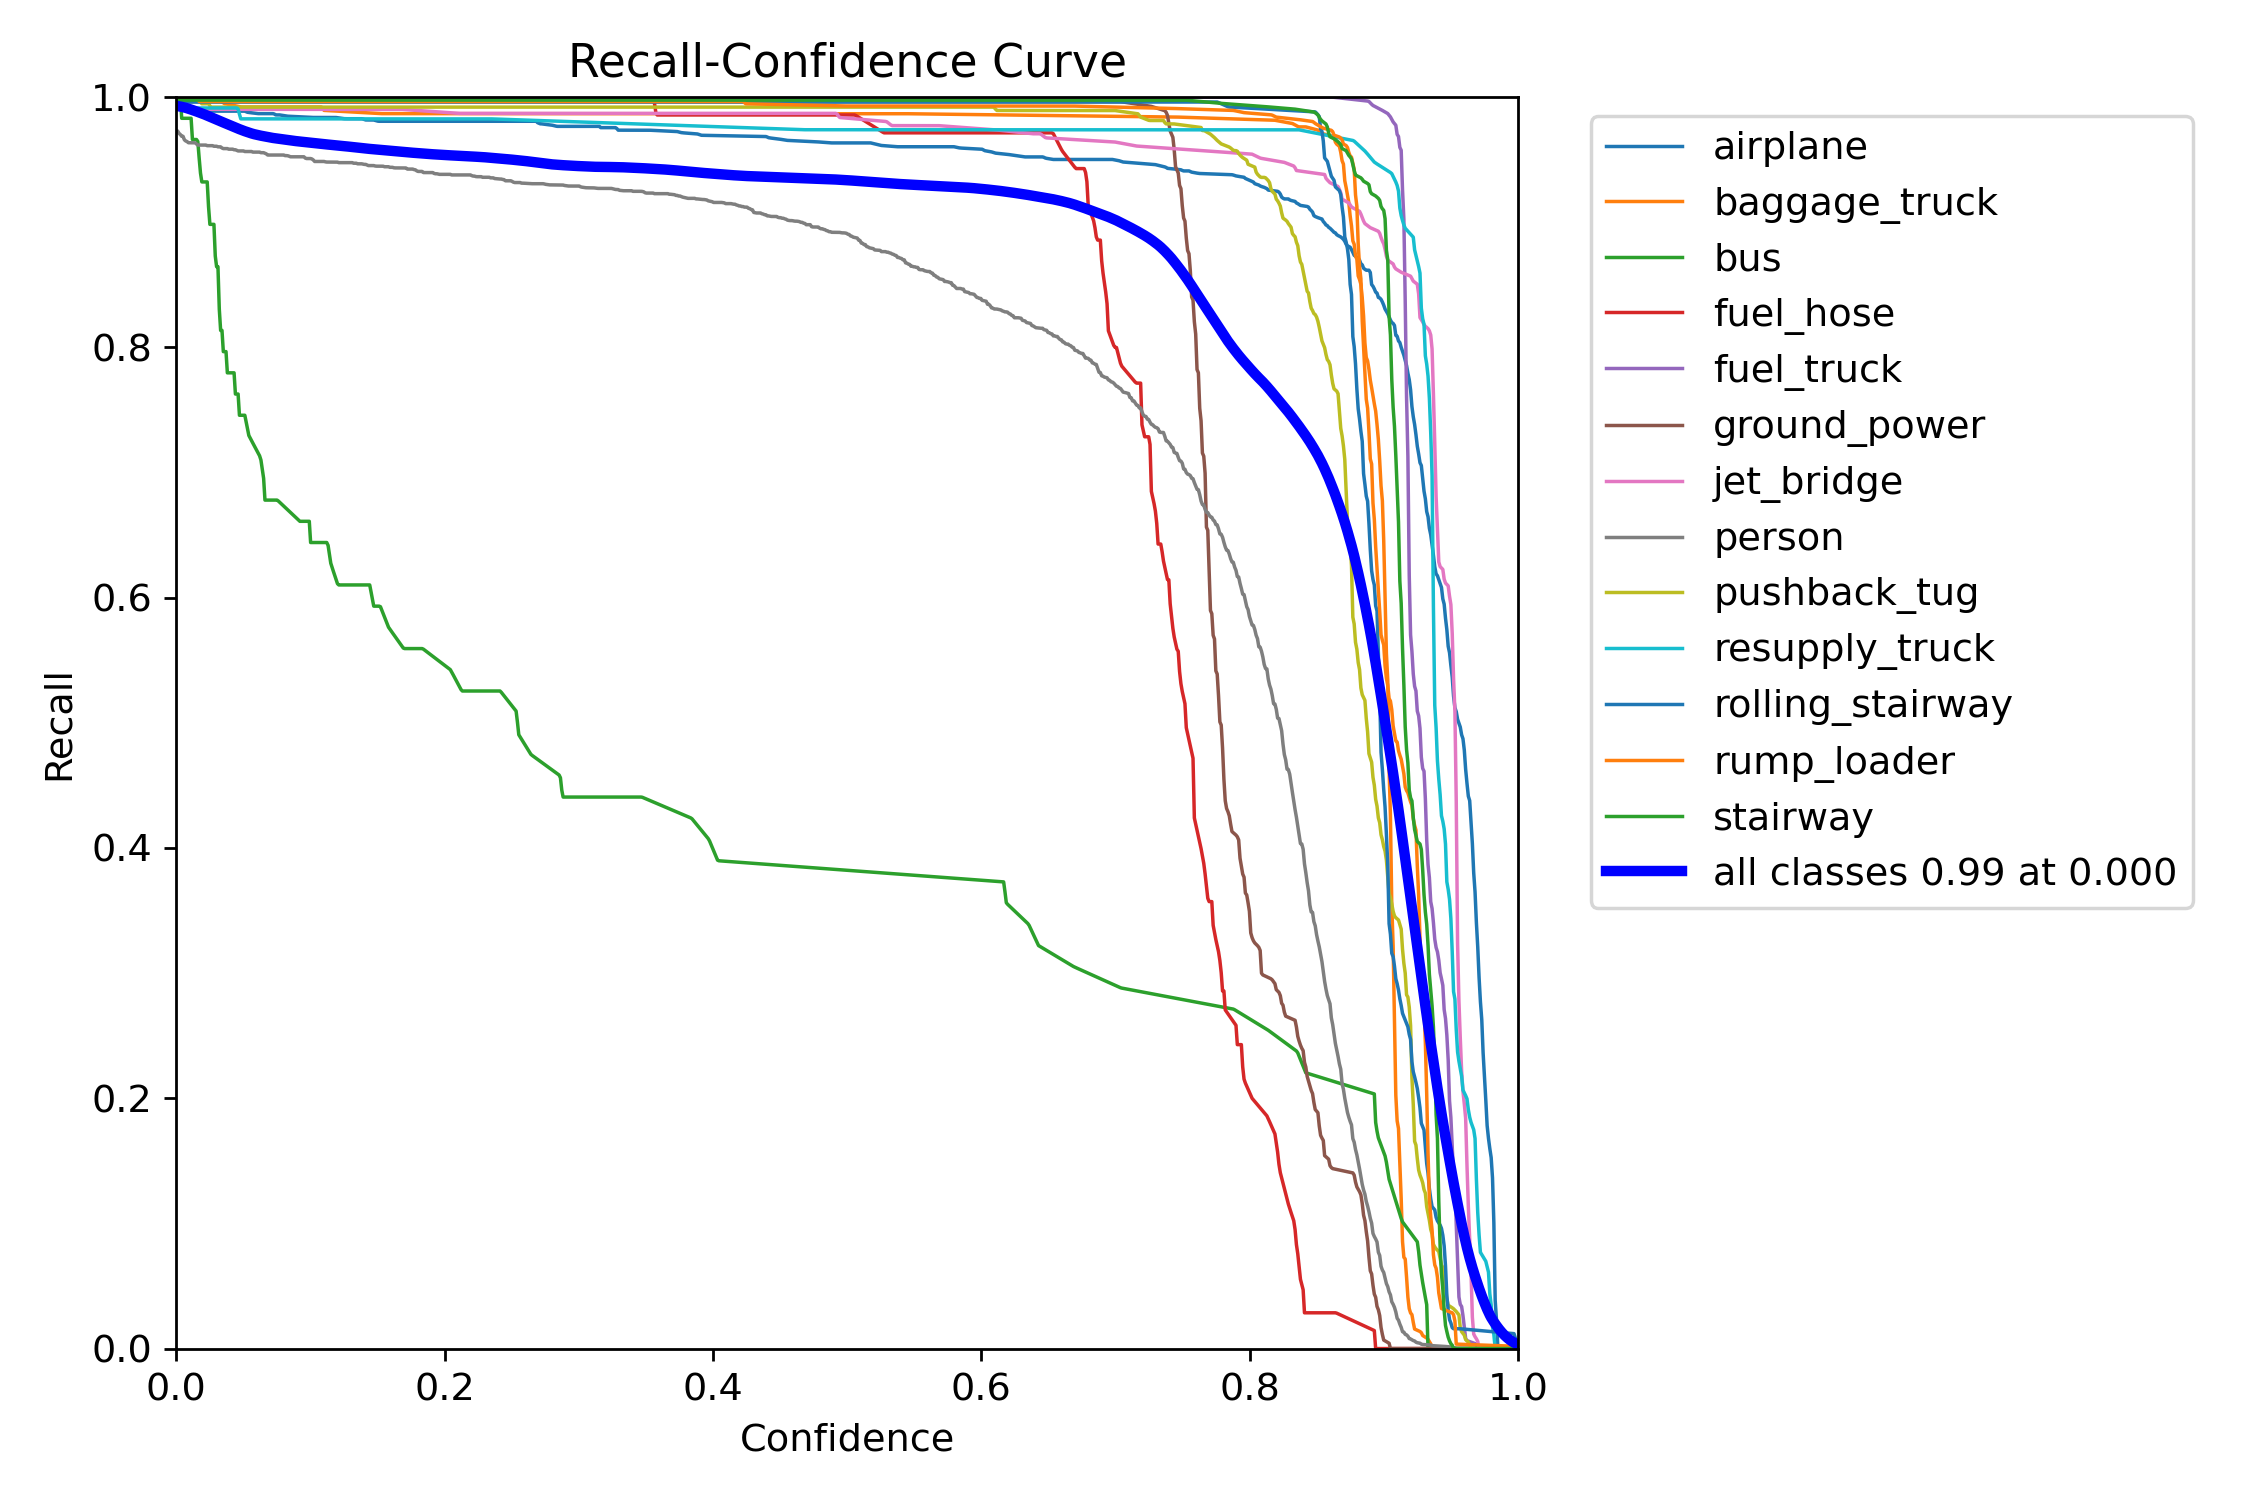 Recall-Confidence Curve
1.0
0.8
0.6
0.4
0.2
0.0
Recall
0.0 0.2 0.4 0.6 0.8 1.0
Confidence
airplane
baggage_truck
bus
fuel_hose
fuel_truck
ground_power
jet_bridge
person
pushback_tug
resupply_truck
rolling_stairway
rump_loader
stairway
all classes 0.99 at 0.000